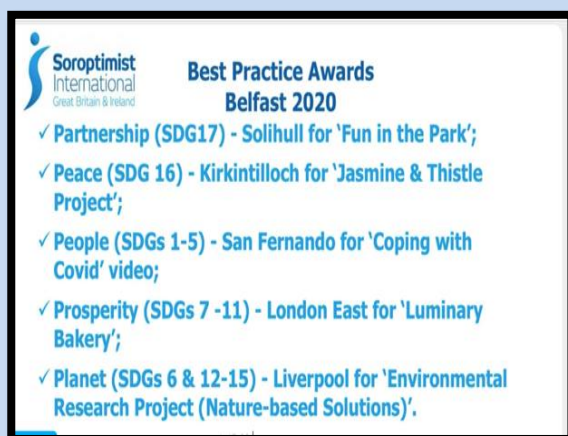 Soroptimist
International
Great Britain & Ireland
Best Practice Awards
Belfast 2020
✓ Partnership (SDG17) - Solihull for ‘Fun in the Park’;
✓ Peace (SDG 16) - Kirkintilloch for ‘Jasmine & Thistle
Project’;
✓ People (SDGs 1-5) - San Fernando for ‘Coping with
Covid’ video;
✓ Prosperity (SDGs 7 -11) - London East for ‘Luminary
Bakery’;
✓ Planet (SDGs 6 & 12-15) - Liverpool for ‘Environmental
Research Project (Nature-based Solutions)’.